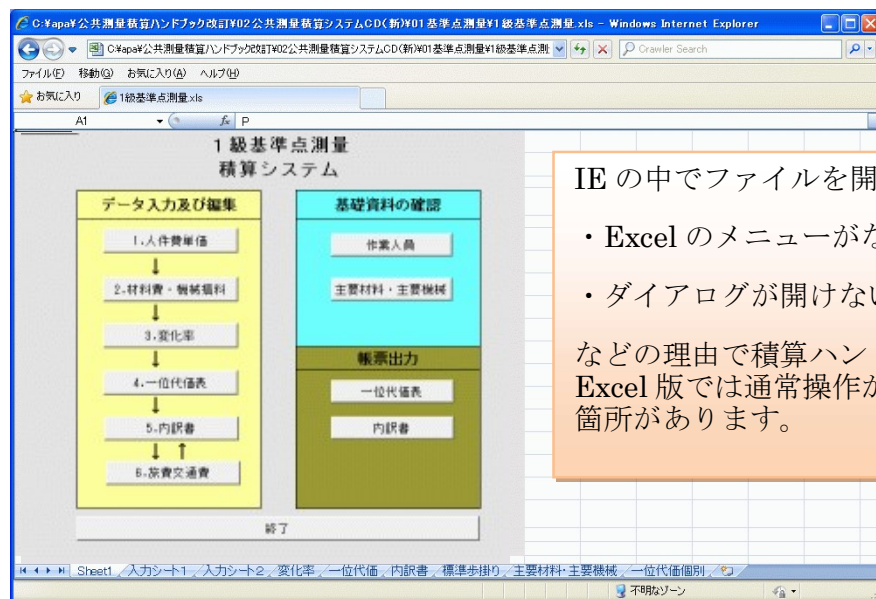 C:¥apa¥公共測量積算ハンドブック改訂¥02公共測量積算システムCD(新)¥01基準点測量¥1級基準点測量.xls - Windows Internet Explorer
C:¥apa¥公共測量積算ハンドブック改訂¥02公共測量積算システムCD(新)¥01基準点測量¥1級基準点測
Crawler Search
ファイル(F) 移動(G) お気に入り(A) ヘルプ(H)
お気に入り 1級基準点測量.xls
A1 fx P
1級基準点測量
積算システム
データ入力及び編集
1.人件費単価
↓
2.材料費・機械損料
↓
3.変化率
↓
4.一位代価表
↓
5.内訳書
↓ ↑
6.旅費交通費
基礎資料の確認
作業人員
主要材料・主要機械
帳票出力
一位代価表
内訳書
終了
IE の中でファイルを開
・Excel のメニューがな
・ダイアログが開けない
などの理由で積算ハン
Excel 版では通常操作が
箇所があります。
Sheet1 入力シート1 入力シート2 変化率 一位代価 内訳書 標準歩掛り 主要材料・主要機械 一位代価個別
不明なゾーン